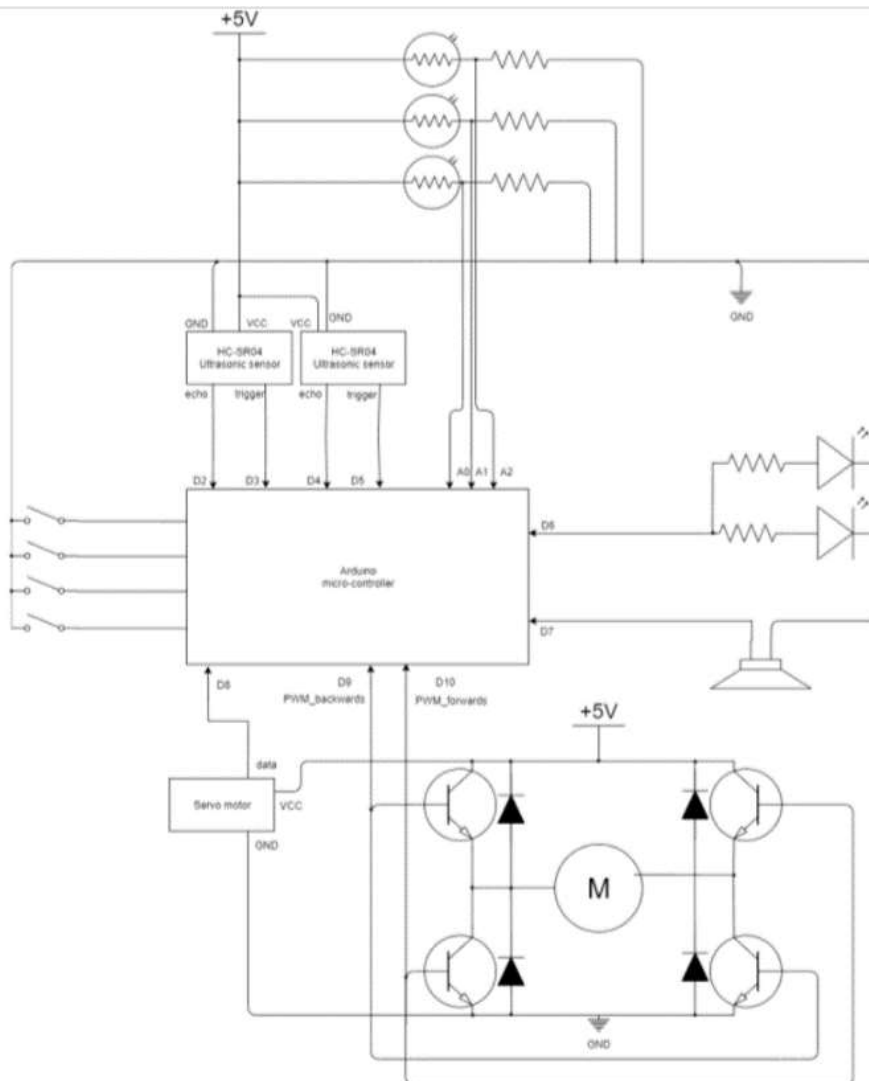 +5V
GND
GND
VCC
VCC
GND
HC-SR04
Ultrasonic sensor
HC-SR04
Ultrasonic sensor
echo
trigger
echo
trigger
D2
D3
D4
D5
A0
A1
A2
D6
Arduino
micro-controller
D7
D8
D9
PWM_backwards
D10
PWM_forwards
+5V
data
Servo motor
VCC
GND
M
GND